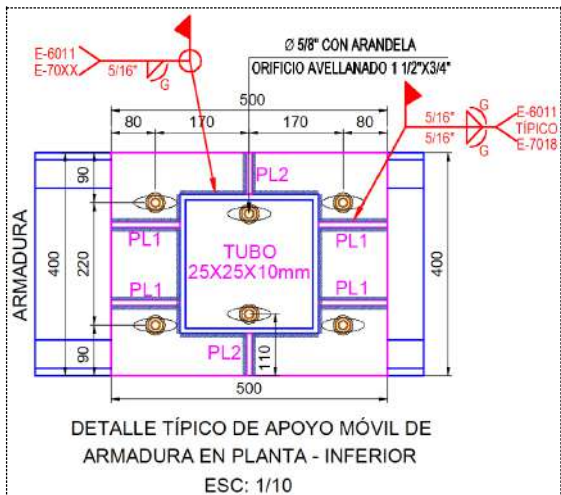 E-6011
E-70XX
5/16"
G
Ø 5/8" CON ARANDELA
ORIFICIO AVELLANADO 1 1/2"X3/4"
5/16"
5/16"
G
G
E-6011
TÍPICO
E-7018
500
80
170
170
80
90
220
90
400
ARMADURA
PL2
PL1
PL1
TUBO
25X25X10mm
PL1
PL1
PL2
110
400
500
DETALLE TÍPICO DE APOYO MÓVIL DE
ARMADURA EN PLANTA - INFERIOR
ESC: 1/10